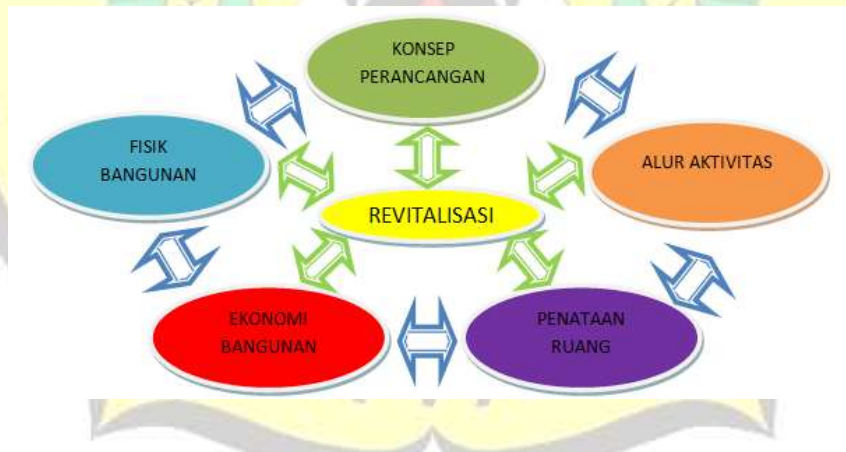 KONSEP
PERANCANGAN
FISIK
BANGUNAN
ALUR AKTIVITAS
REVITALISASI
EKONOMI
BANGUNAN
PENATAAN
RUANG